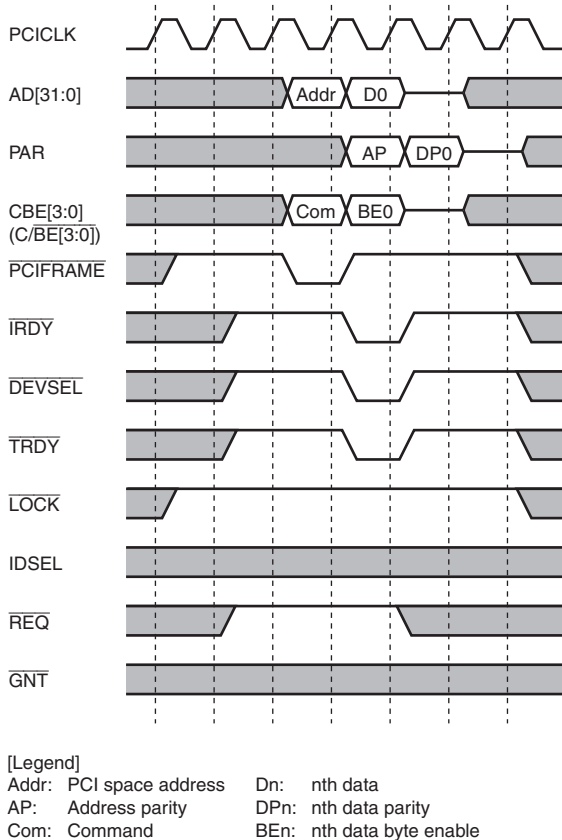 PCICLK
AD[31:0] Addr D0
PAR AP DP0
CBE[3:0] Com BE0
(C/BE[3:0])
PCIFRAME
IRDY
DEVSEL
TRDY
LOCK
IDSEL
REQ
GNT
[Legend]
Addr: PCI space address Dn: nth data
AP: Address parity DPn: nth data parity
Com: Command BEn: nth data byte enable